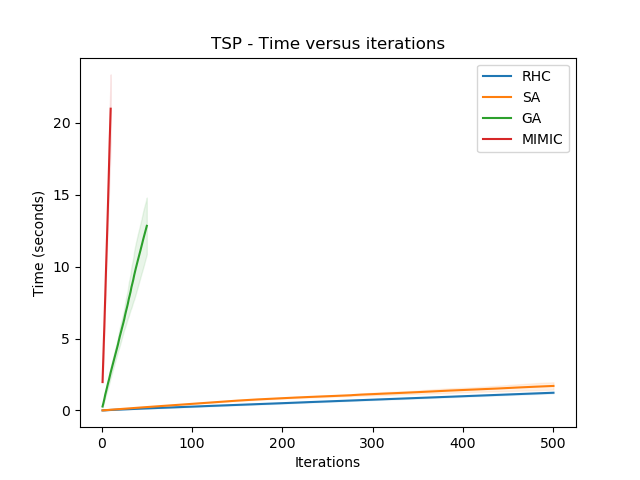 TSP - Time versus iterations
RHC
SA
GA
MIMIC
Time (seconds)
20
15
10
5
0
0 100 200 300 400 500
Iterations